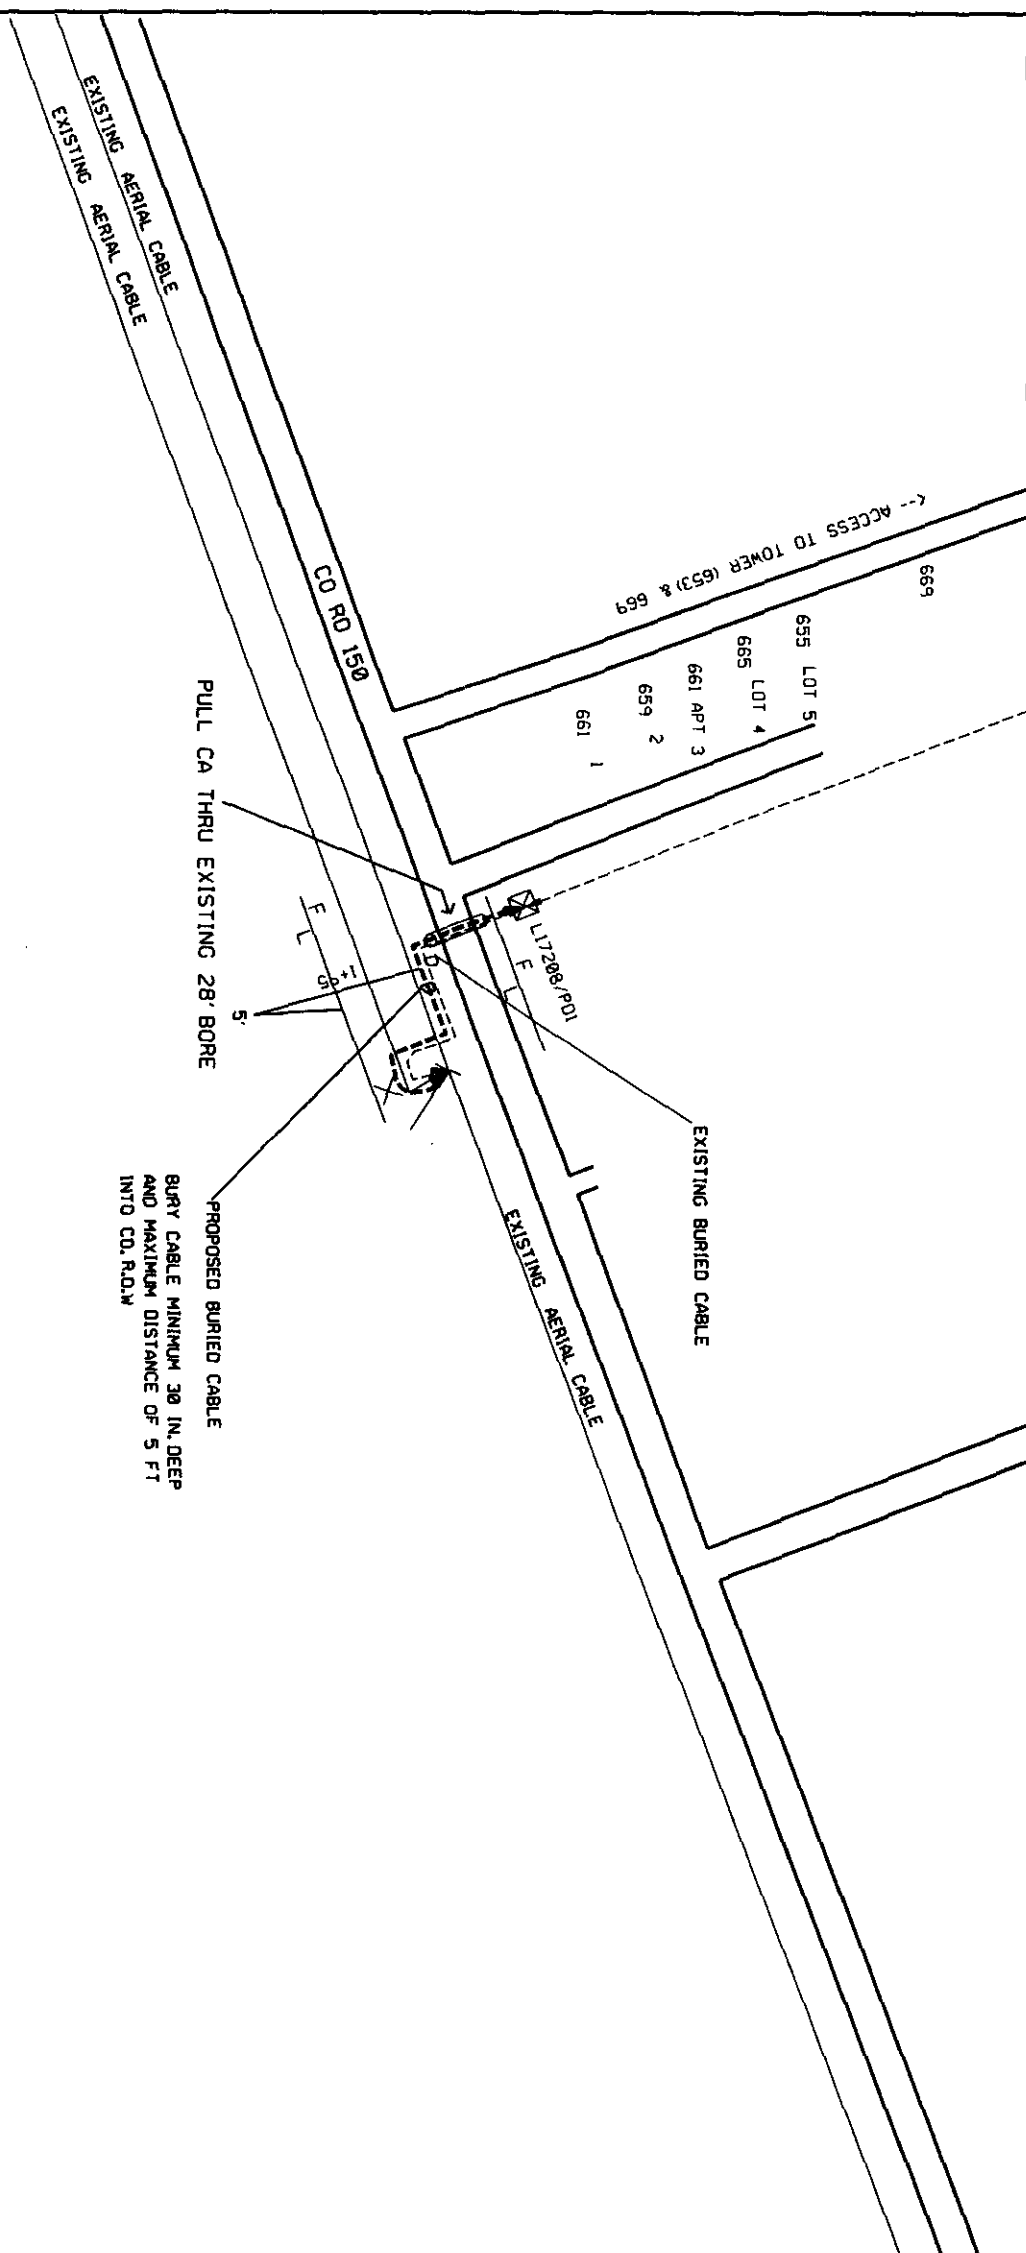 EXISTING AERIAL CABLE
EXISTING AERIAL CABLE
<-- ACCESS TO TOWER (653) & 669
669
655 LOT 5
665 LOT 4
661 APT 3
659 2
661 1
CO RD 150
PULL CA THRU EXISTING 28' BORE
L17208/PD1
F L
F L
D
5'
EXISTING BURIED CABLE
EXISTING AERIAL CABLE
PROPOSED BURIED CABLE
BURY CABLE MINIMUM 30 IN. DEEP
AND MAXIMUM DISTANCE OF 5 FT
INTO CO. R.O.W